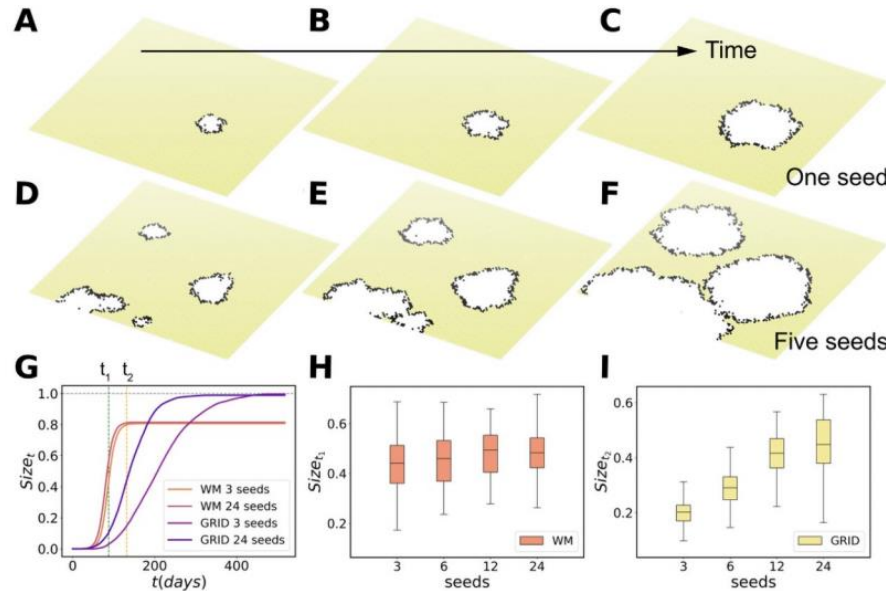 A
B
C
Time
One seed
D
E
F
Five seeds
G
t1
t2
Size_t
1.0
0.8
0.6
0.4
0.2
0.0
WM 3 seeds
WM 24 seeds
GRID 3 seeds
GRID 24 seeds
0
200
400
t(days)
H
Size_t1
0.6
0.4
0.2
WM
3 6 12 24
seeds
I
Size_t2
0.6
0.4
0.2
GRID
3 6 12 24
seeds